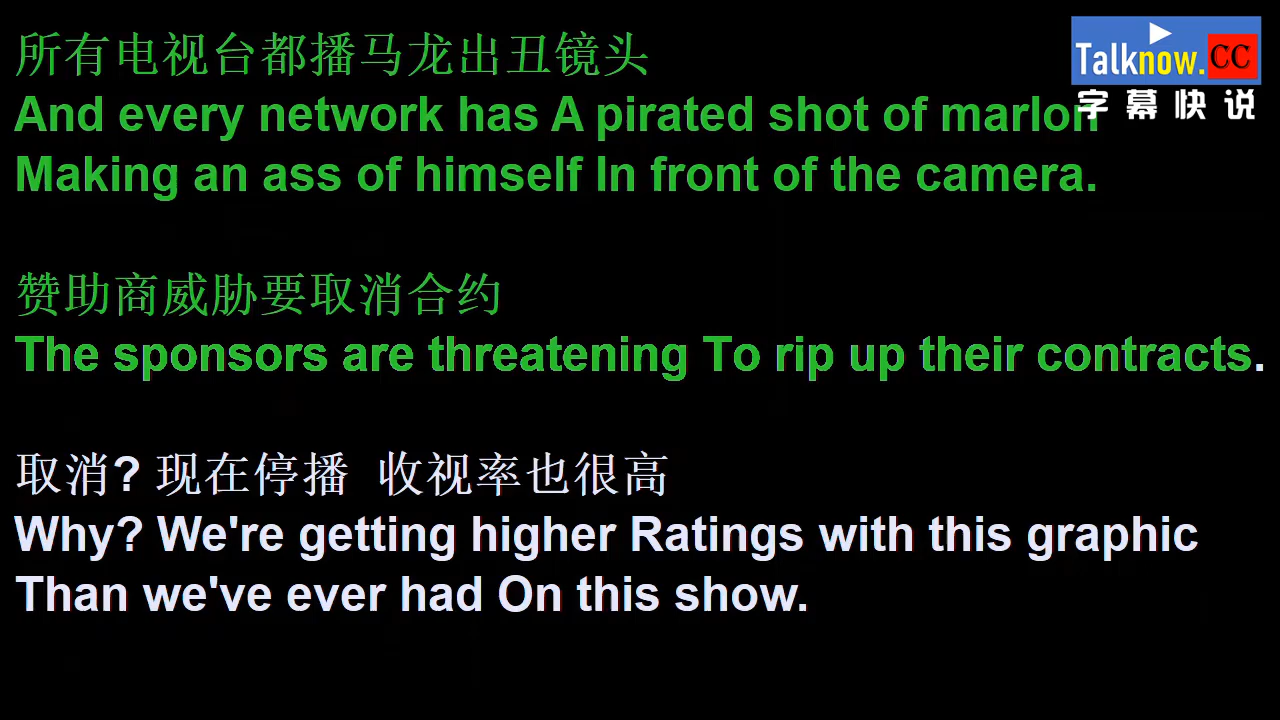 所有电视台都播马龙出丑镜头
And every network has A pirated shot of marlon
Making an ass of himself In front of the camera.
赞助商威胁要取消合约
The sponsors are threatening To rip up their contracts.
取消? 现在停播 收视率也很高
Why? We're getting higher Ratings with this graphic
Than we've ever had On this show.
Talknow.CC
字幕快说